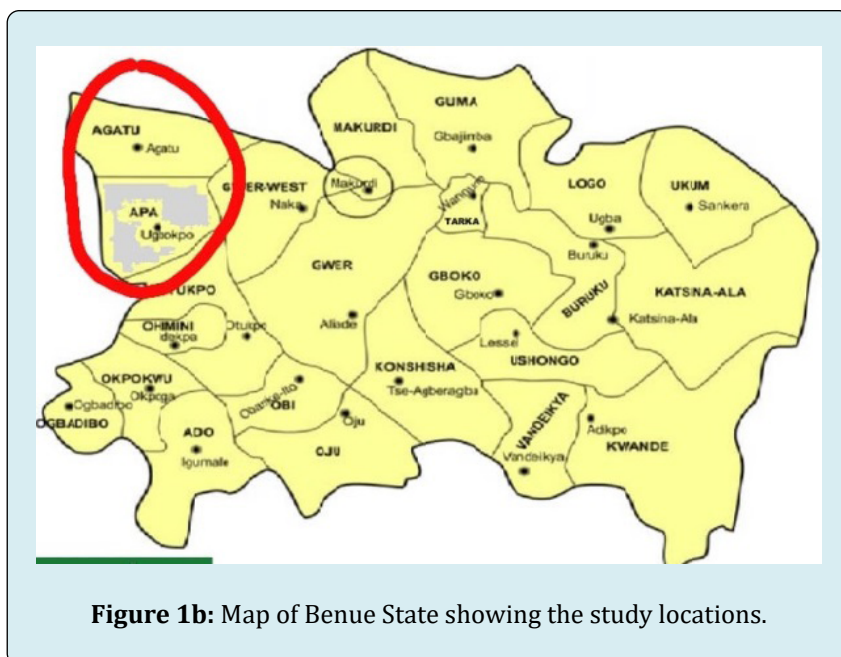 GUMA
Gbajimba
MAKURDI
Makurdi
AGATU
Agatu
APA
Ugbokpo
Naka
LOGO
Ugba
UKUM
Sankera
TARKA
GWER
Aliade
GBOKO
Gboko
Buruku
BURUKU
KATSINA-ALA
Katsina-Ala
OHIMINI
Otukpo
Lessel
USHONGO
KONSHISHA
Tse-Agberagba
OKPOKWU
Okpoga
Ogbadibo
OGBADIBO
OBI
Oju
OJU
ADO
Igumale
VANDEIKYA
Vandeikya
Adikpo
KWANDE
Figure 1b: Map of Benue State showing the study locations.